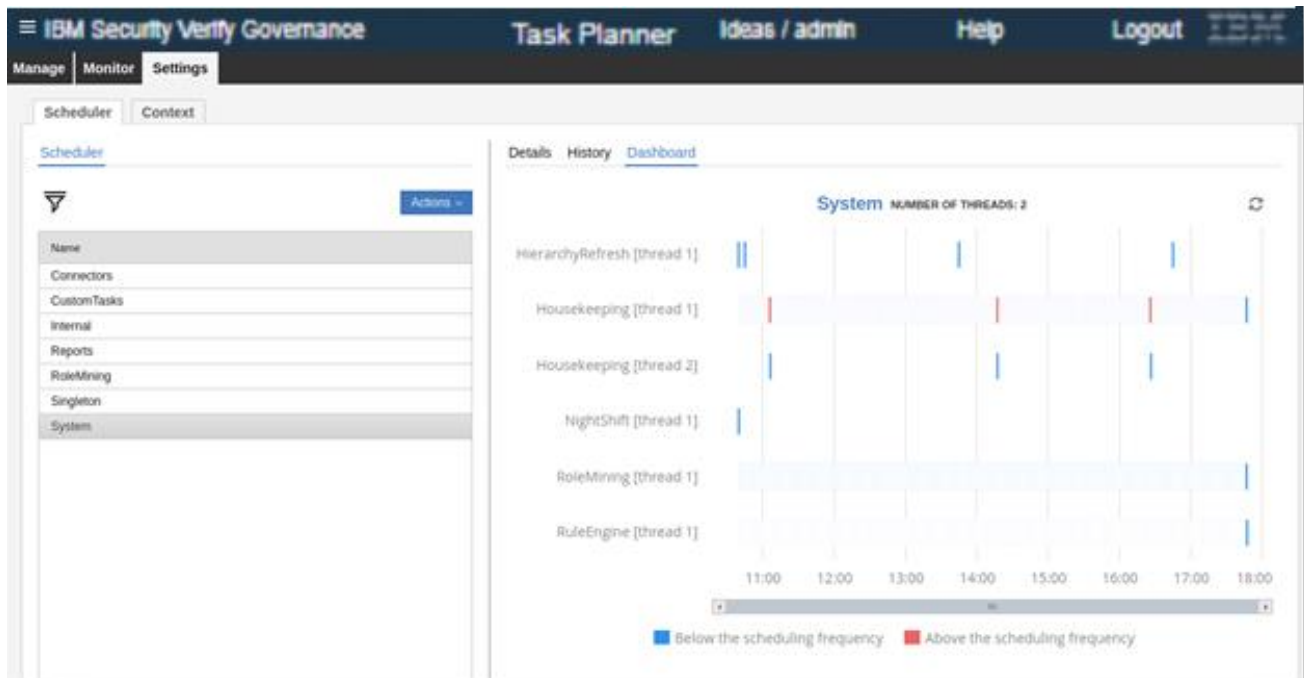 ≡ IBM Security Verify Governance Task Planner Ideas / admin Help Logout IBM
Manage Monitor Settings
Scheduler Context
Scheduler
Details History Dashboard
Actions
System NUMBER OF THREADS: 2
Name
Connectors
CustomTasks
Internal
Reports
RoleMining
Singleton
System
HierarchyRefresh [thread 1]
Housekeeping [thread 1]
Housekeeping [thread 2]
NightShift [thread 1]
RoleMining [thread 1]
RuleEngine [thread 1]
11:00 12:00 13:00 14:00 15:00 16:00 17:00 18:00
Below the scheduling frequency Above the scheduling frequency